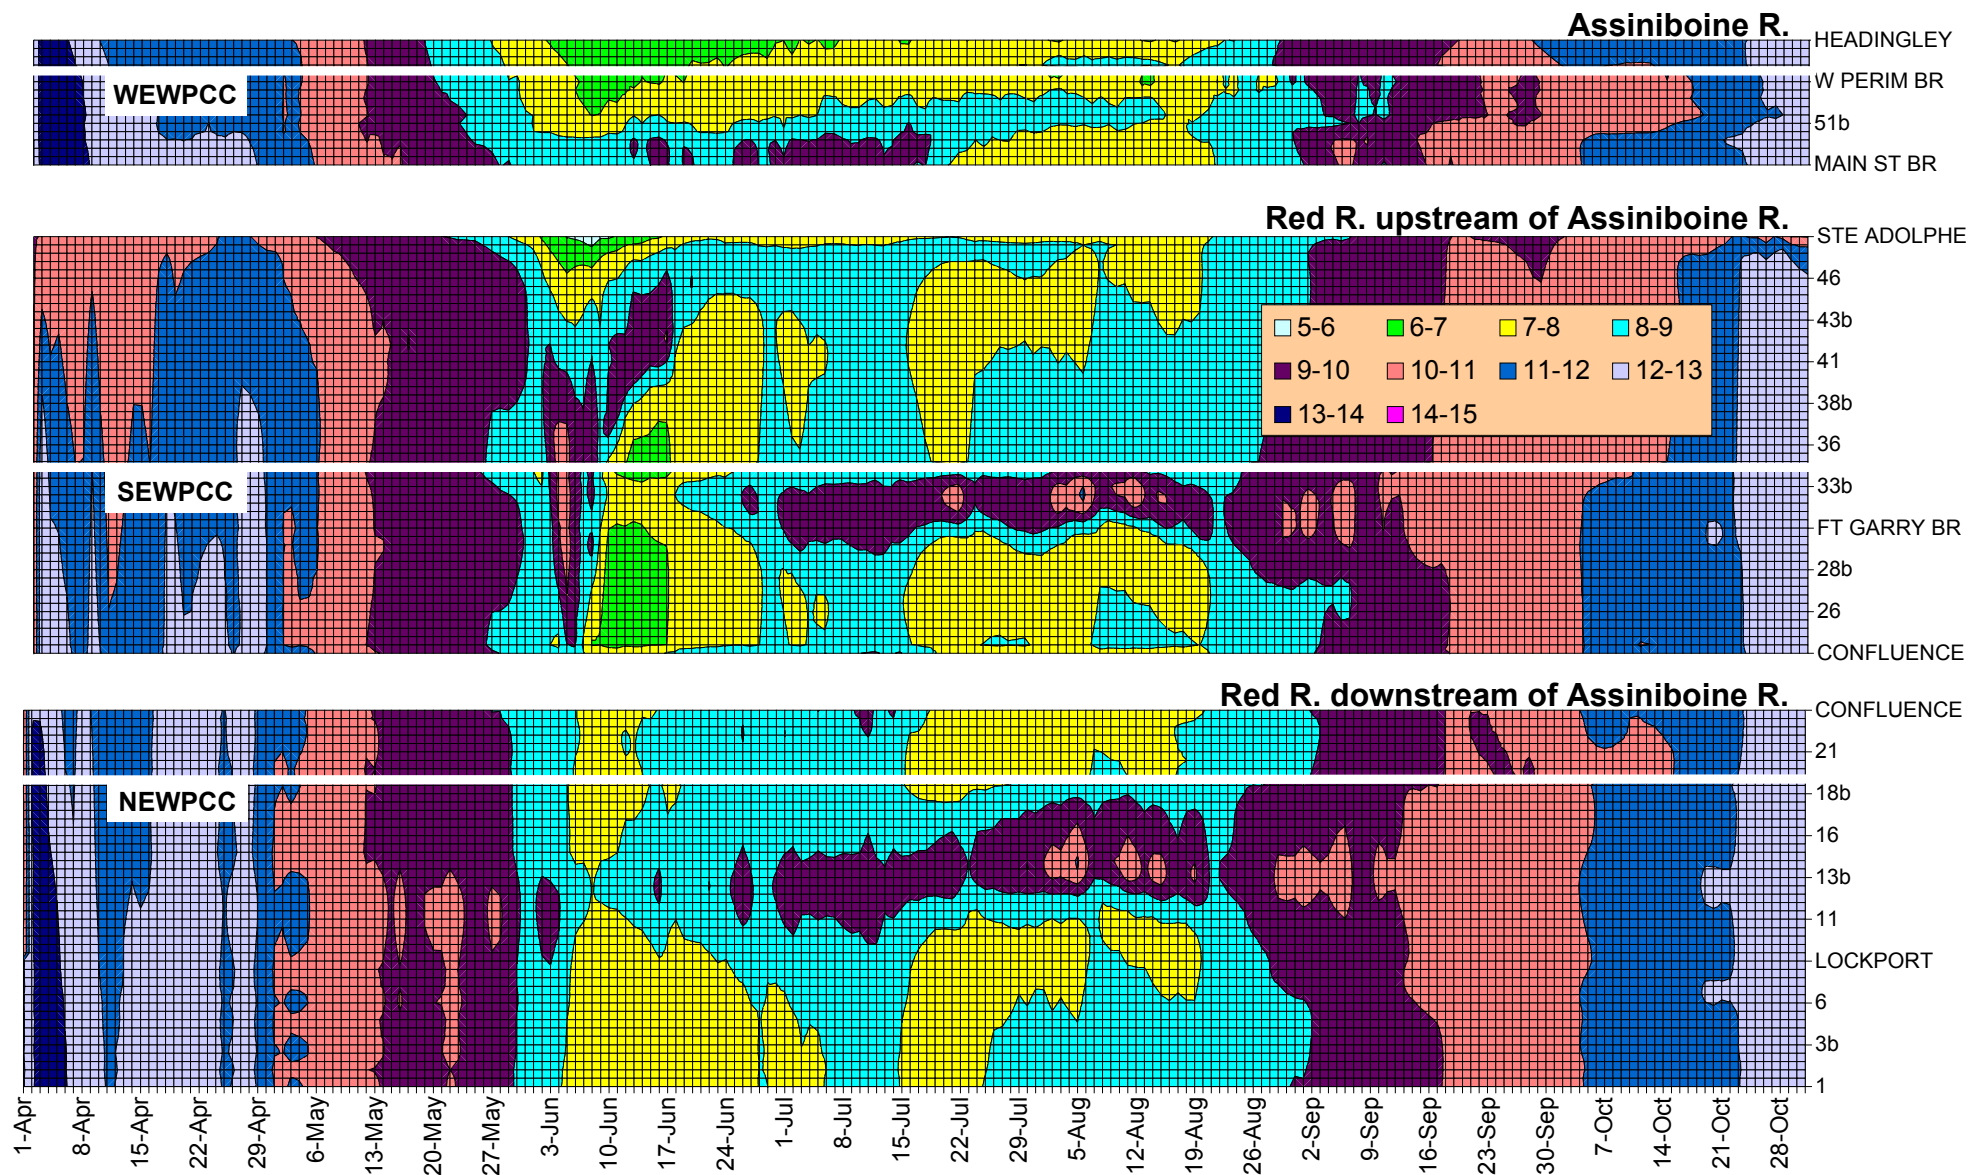 Assiniboine R.
HEADINGLEY
W PERIM BR
WEWPCC
51b
MAIN ST BR
Red R. upstream of Assiniboine R.
STE ADOLPHE
46
43b
5-6 6-7 7-8 8-9
41
9-10 10-11 11-12 12-13
38b
13-14 14-15
36
SEWPCC
33b
FT GARRY BR
28b
26
CONFLUENCE
Red R. downstream of Assiniboine R.
CONFLUENCE
21
NEWPCC
18b
16
13b
11
LOCKPORT
6
3b
1
1-Apr 8-Apr 15-Apr 22-Apr 29-Apr 6-May 13-May 20-May 27-May 3-Jun 10-Jun 17-Jun 24-Jun 1-Jul 8-Jul 15-Jul 22-Jul 29-Jul 5-Aug 12-Aug 19-Aug 26-Aug 2-Sep 9-Sep 16-Sep 23-Sep 30-Sep 7-Oct 14-Oct 21-Oct 28-Oct